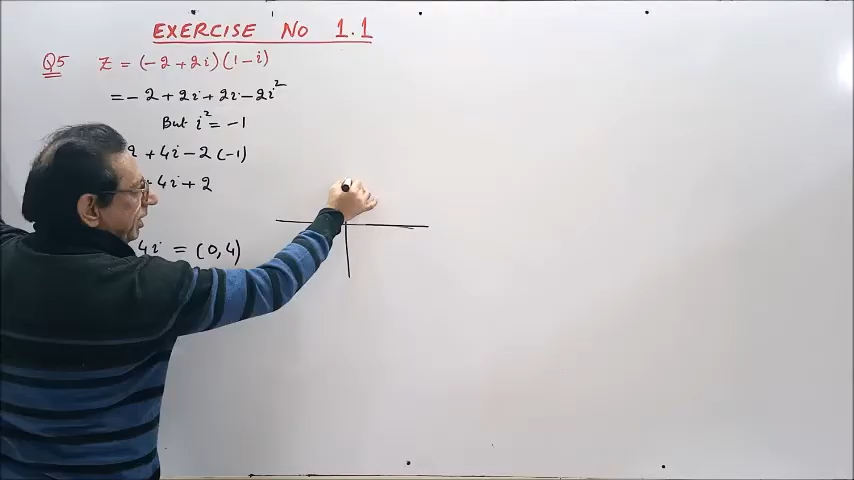 EXERCISE No 1.1
Q5 Z = (-2+2i)(1-i)
= -2+2i+2i-2i²
But i² = -1
2 + 4i - 2(-1)
4i + 2
4i = (0,4)